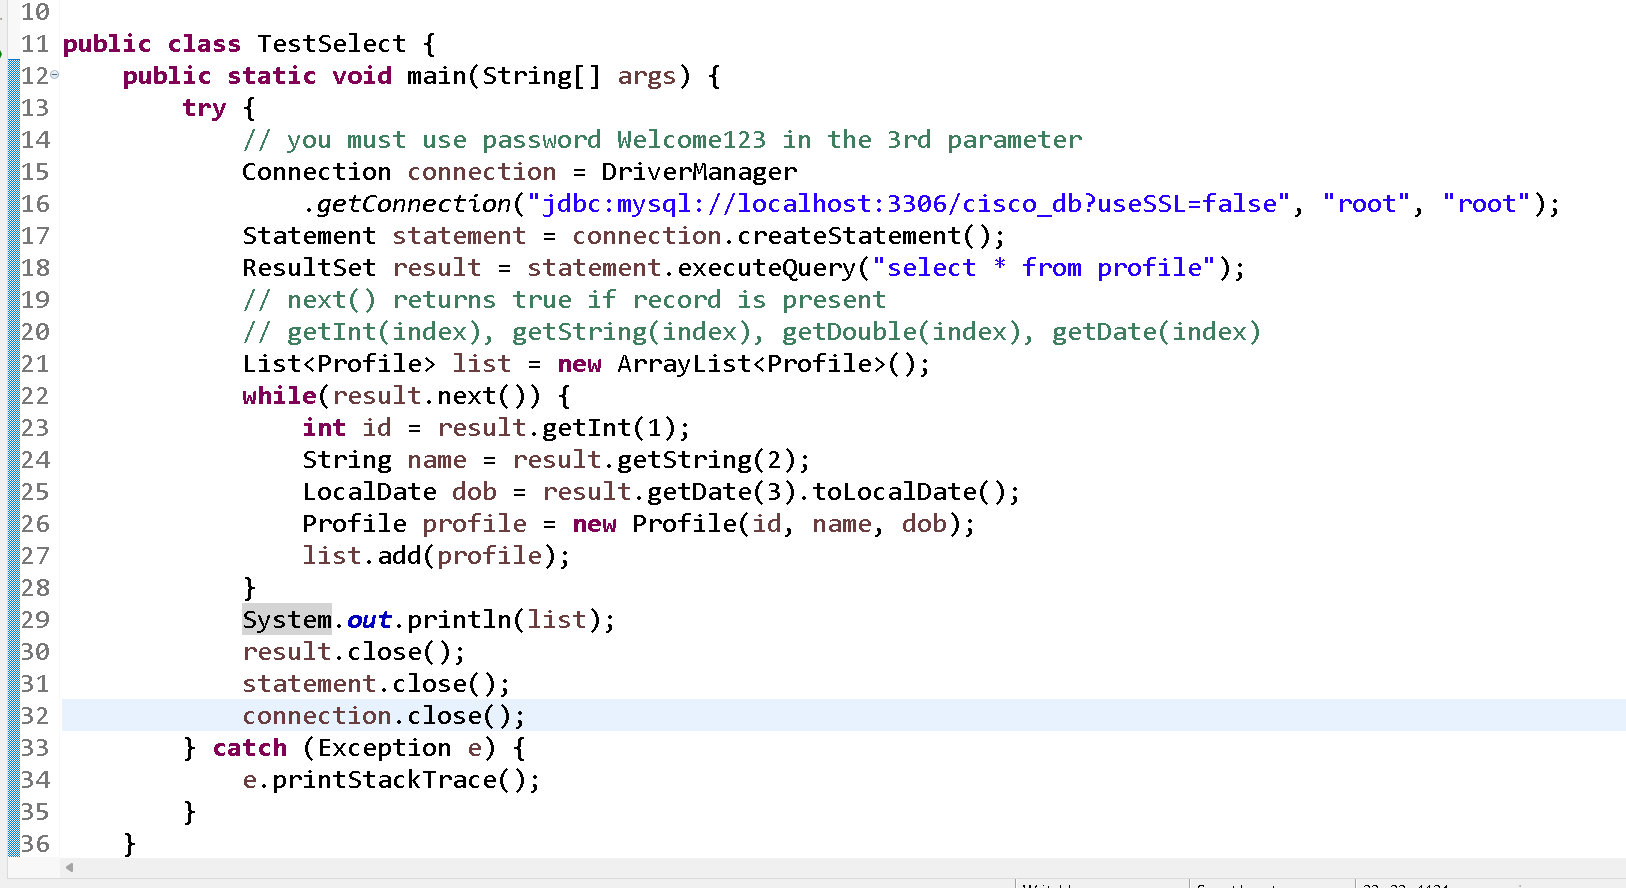 10
11 public class TestSelect {
12 public static void main(String[] args) {
13 try {
14 // you must use password Welcome123 in the 3rd parameter
15 Connection connection = DriverManager
16 .getConnection("jdbc:mysql://localhost:3306/cisco_db?useSSL=false", "root", "root");
17 Statement statement = connection.createStatement();
18 ResultSet result = statement.executeQuery("select * from profile");
19 // next() returns true if record is present
20 // getInt(index), getString(index), getDouble(index), getDate(index)
21 List<Profile> list = new ArrayList<Profile>();
22 while(result.next()) {
23 int id = result.getInt(1);
24 String name = result.getString(2);
25 LocalDate dob = result.getDate(3).toLocalDate();
26 Profile profile = new Profile(id, name, dob);
27 list.add(profile);
28 }
29 System.out.println(list);
30 result.close();
31 statement.close();
32 connection.close();
33 } catch (Exception e) {
34 e.printStackTrace();
35 }
36 }